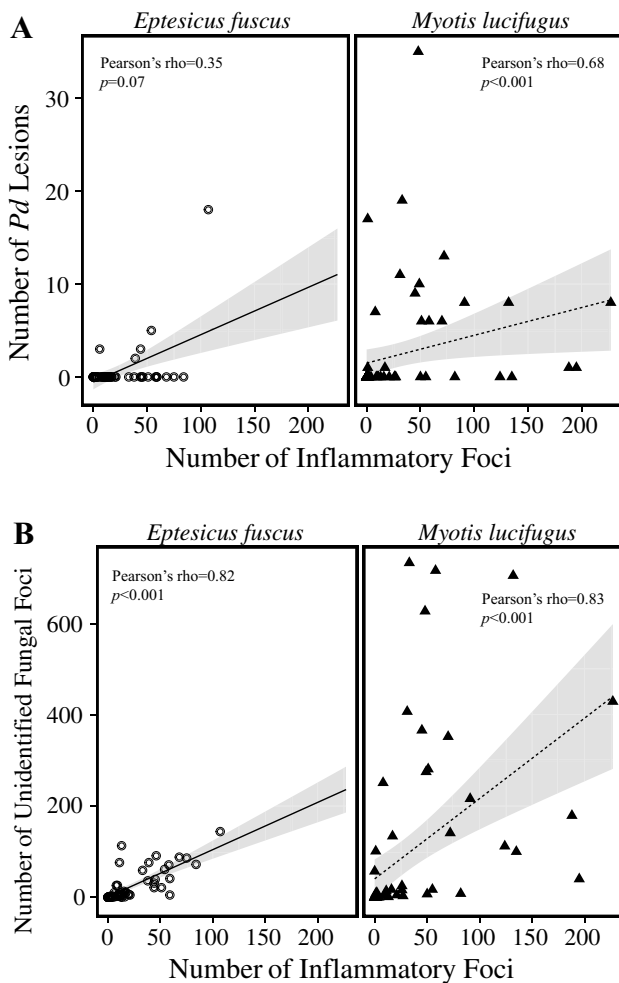 A
Eptesicus fuscus
Myotis lucifugus
Pearson's rho=0.35
p=0.07
Pearson's rho=0.68
p<0.001
Number of Pd Lesions
30
20
10
0
0 50 100 150 200
0 50 100 150 200
Number of Inflammatory Foci
B
Eptesicus fuscus
Myotis lucifugus
Pearson's rho=0.82
p<0.001
Pearson's rho=0.83
p<0.001
Number of Unidentified Fungal Foci
600
400
200
0
0 50 100 150 200
0 50 100 150 200
Number of Inflammatory Foci